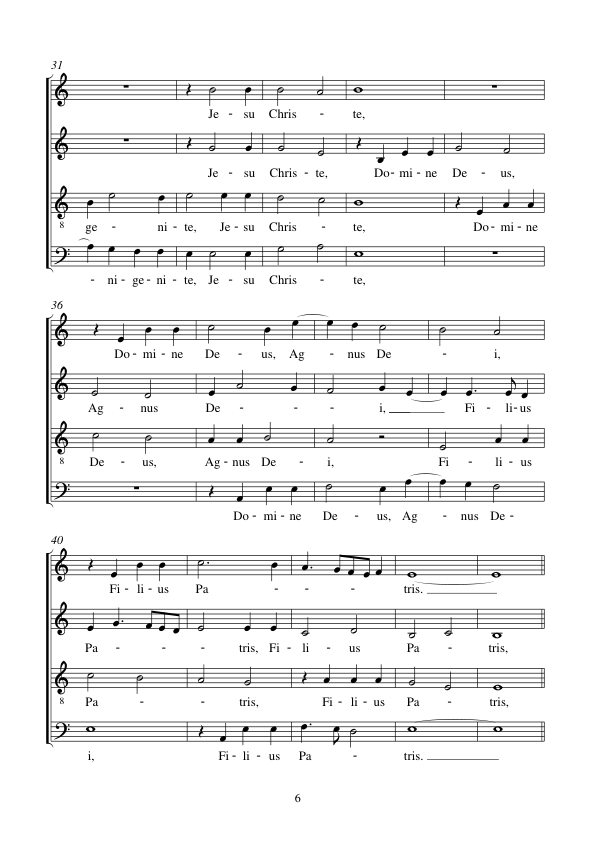 31
Je - su Chris - te,
Je - su Chris - te, Do - mi - ne De - us,
8
ge - ni - te, Je - su Chris - te, Do - mi - ne
- ni - ge - ni - te, Je - su Chris - te,
36
Do - mi - ne De - us, Ag - nus De - i,
Ag - nus De - - - i, Fi - li - us
8
De - us, Ag - nus De - i, Fi - li - us
Do - mi - ne De - us, Ag - nus De -
40
Fi - li - us Pa - - - tris.
Pa - - - tris, Fi - li - us Pa - tris,
8
Pa - - tris, Fi - li - us Pa - tris,
i, Fi - li - us Pa - tris.
6